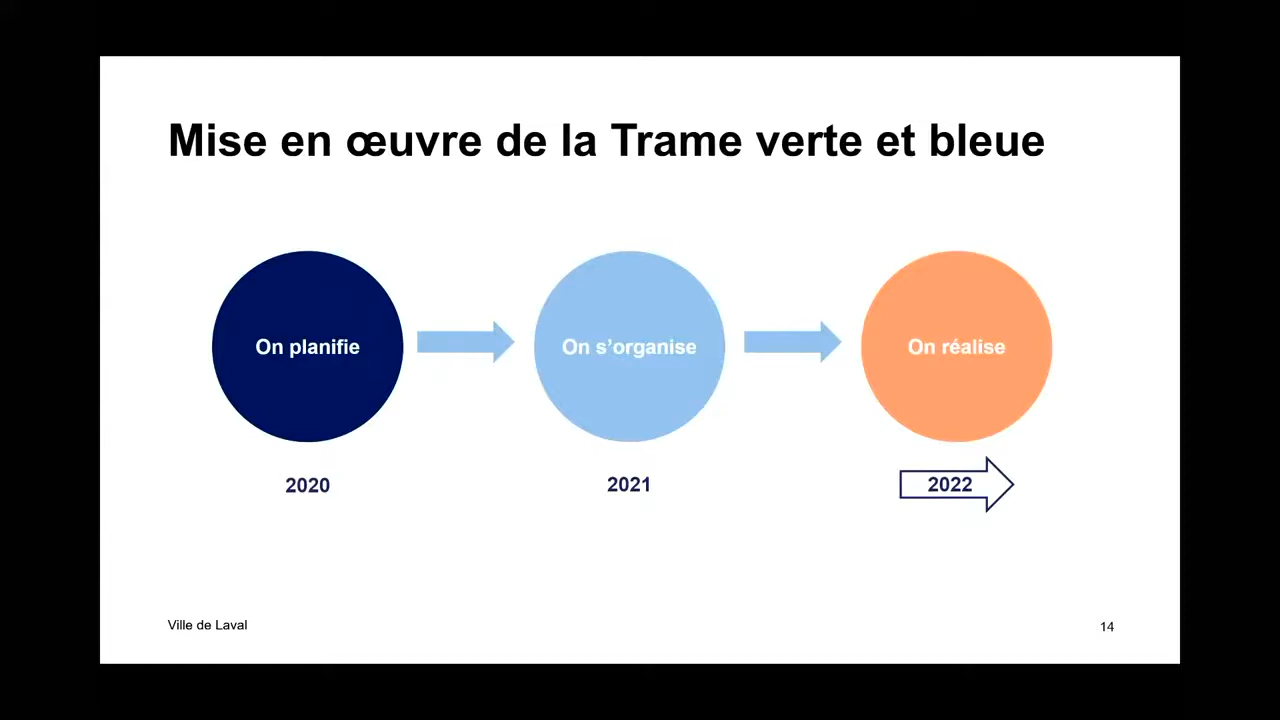 Mise en œuvre de la Trame verte et bleue
On planifie
On s’organise
On réalise
2020
2021
2022
Ville de Laval
14